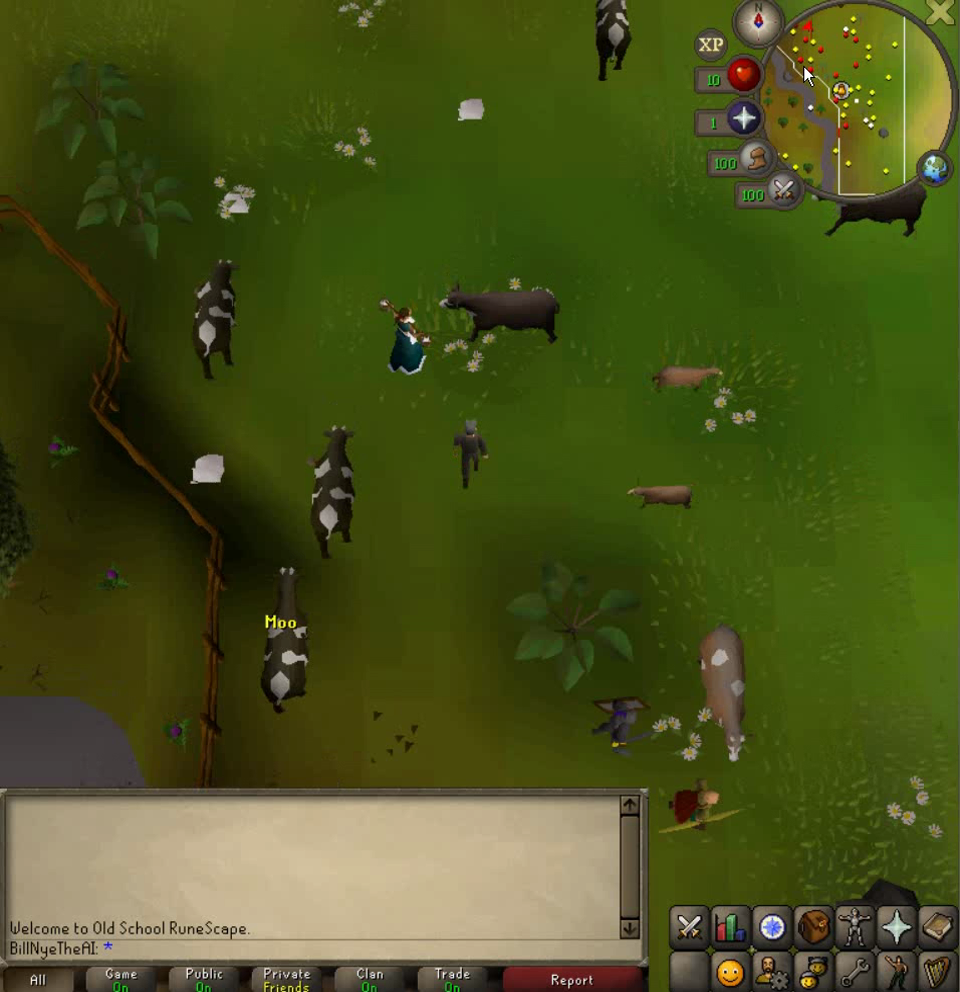 N
XP
10
1
100
100
Moo
Welcome to Old School RuneScape.
BillNyeTheAI: *
All
Game
On
Public
On
Private
Friends
Clan
On
Trade
On
Report